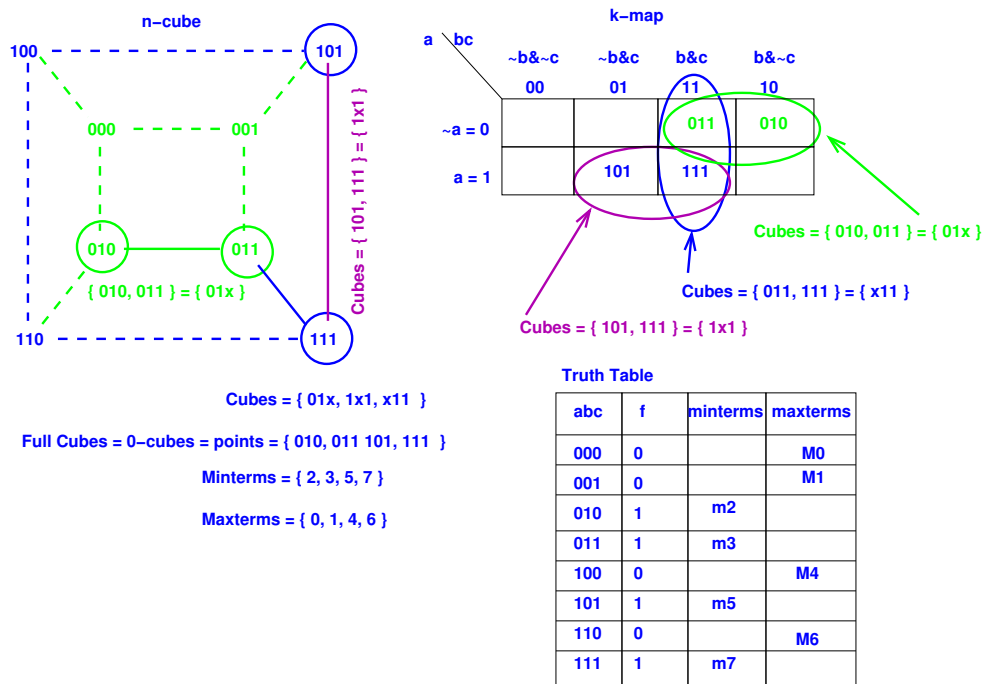 n-cube
100
101
000
001
010
011
{ 010, 011 } = { 01x }
110
111
Cubes = { 101, 111 } = { 1x1 }
k-map
a \ bc
~b&~c ~b&c b&c b&~c
00 01 11 10
~a = 0 011 010
a = 1 101 111
Cubes = { 010, 011 } = { 01x }
Cubes = { 011, 111 } = { x11 }
Cubes = { 101, 111 } = { 1x1 }
Cubes = { 01x, 1x1, x11 }
Full Cubes = 0-cubes = points = { 010, 011 101, 111 }
Minterms = { 2, 3, 5, 7 }
Maxterms = { 0, 1, 4, 6 }
Truth Table
abc f minterms maxterms
000 0 M0
001 0 M1
010 1 m2
011 1 m3
100 0 M4
101 1 m5
110 0 M6
111 1 m7